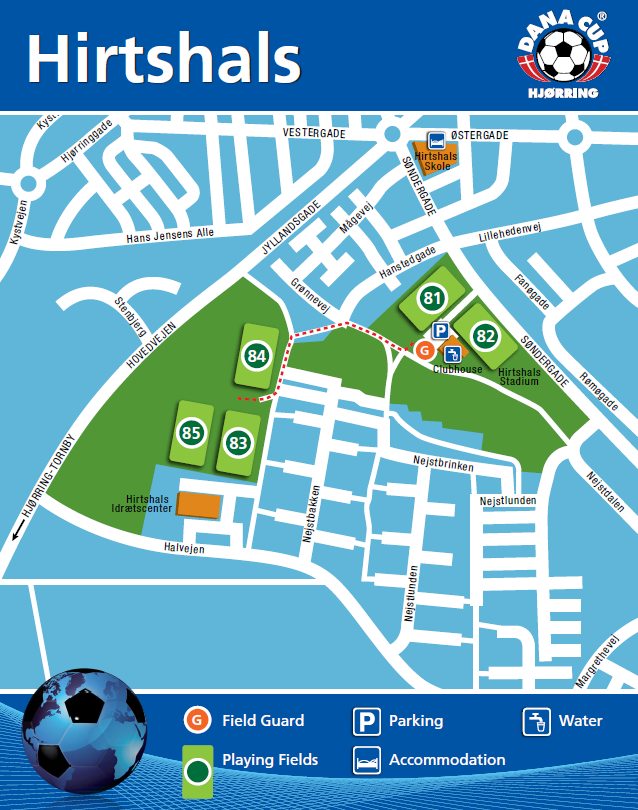 Hirtshals
DANA CUP
®
HJØRRING
VESTERGADE
ØSTERGADE
Hjørringgade
Hirtshals
Skole
SØNDERGADE
Kystvejen
Hans Jensens Alle
JYLLANDSGADE
Mågevej
Lillehedenvej
Hanstedgade
Grønnevej
Fanøgade
Stenbjerg
HOVEDVEJEN
81
P
82
84
G
Clubhouse
Hirtshals
Stadium
SØNDERGADE
Rømøgade
85
83
HJØRRING-TORNBY
Nejstbrinken
Nejstdalen
Hirtshals
Idrætscenter
Nejstbakken
Nejstlunden
Halvejen
Nejstlunden
Margrethevej
G
Field Guard
P
Parking
Water
Playing Fields
Accommodation